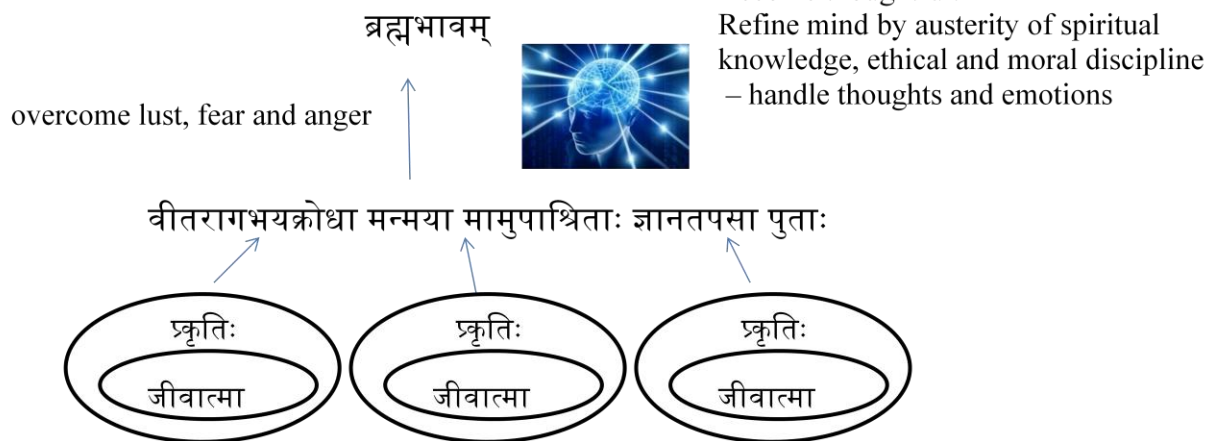 ब्रह्मभावम्
Refine mind by austerity of spiritual
knowledge, ethical and moral discipline
– handle thoughts and emotions
overcome lust, fear and anger
वीतरागभयक्रोधा मन्मया मामुपाश्रिताः ज्ञानतपसा पुताः
प्रकृतिः प्रकृतिः प्रकृतिः
जीवात्मा जीवात्मा जीवात्मा